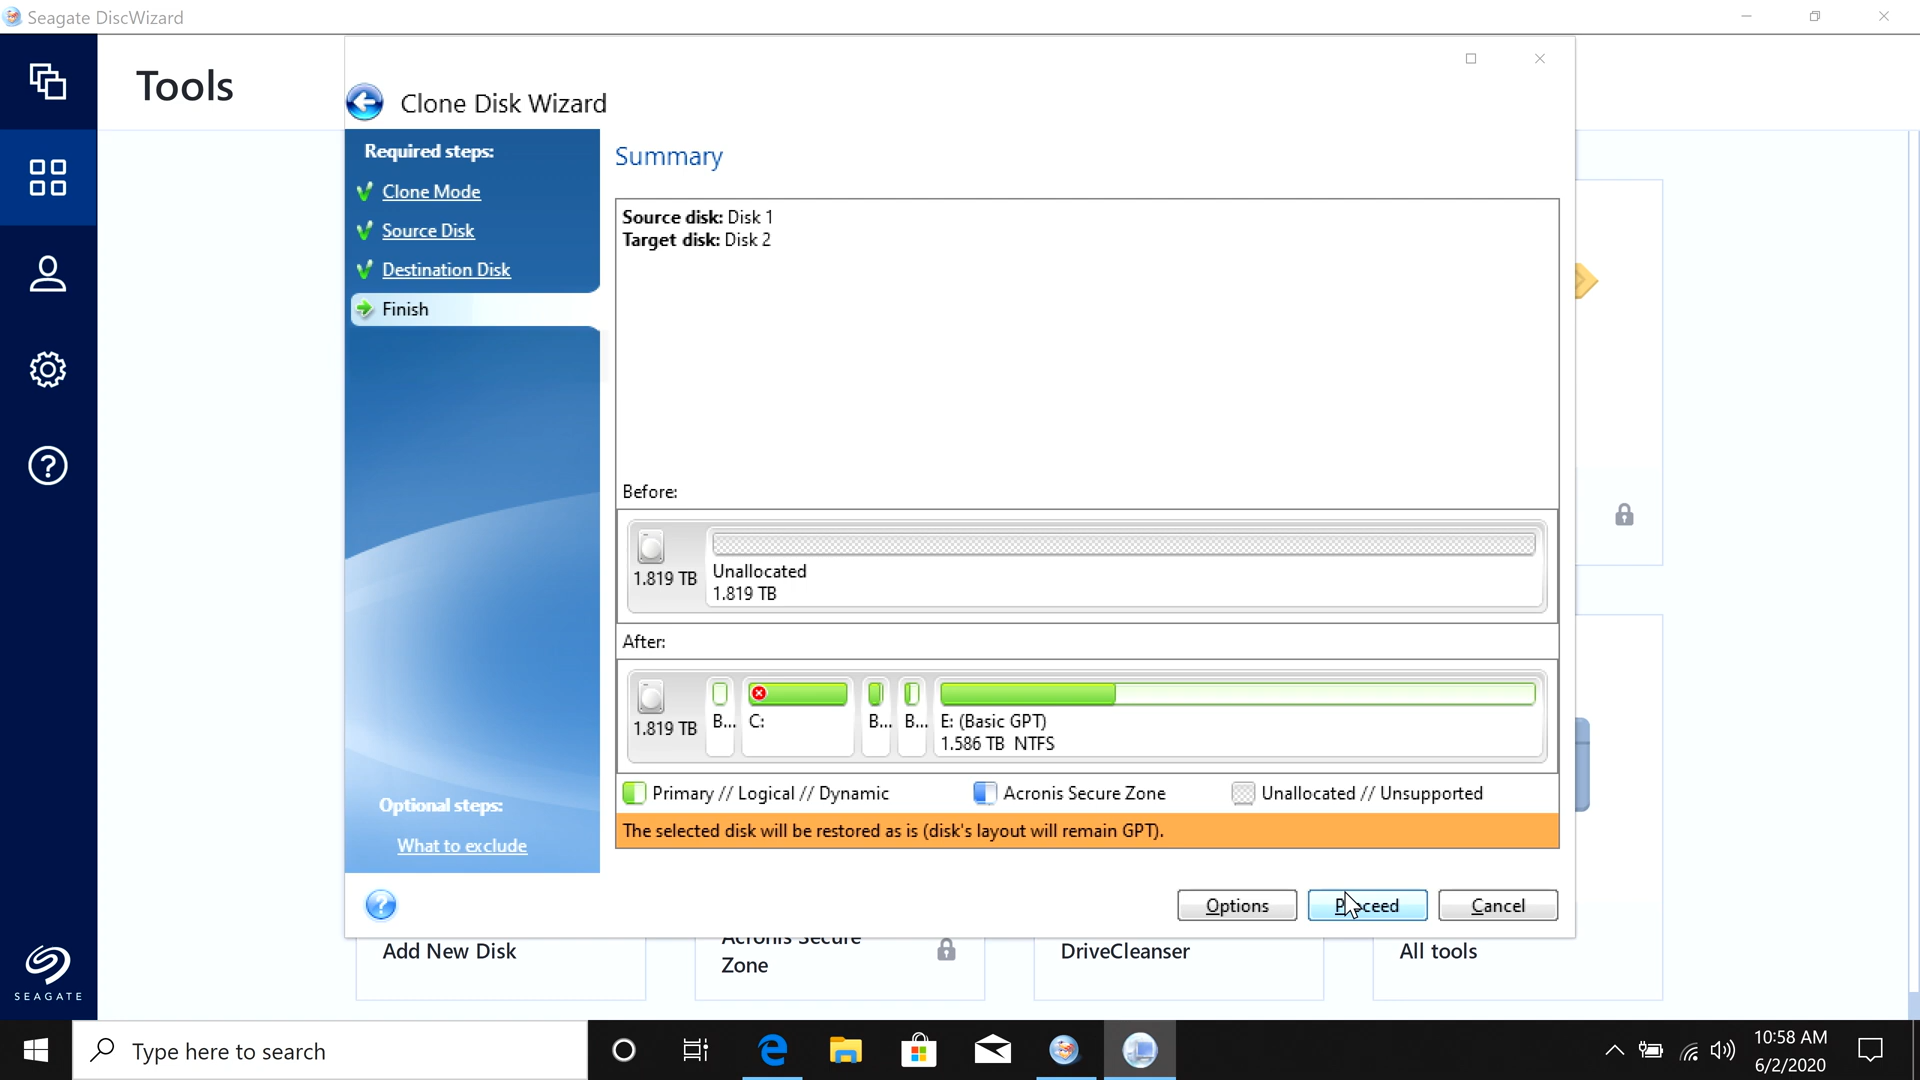 Seagate DiscWizard
Tools
Clone Disk Wizard
Required steps:
Clone Mode
Source Disk
Destination Disk
Finish
Optional steps:
What to exclude
Summary
Source disk: Disk 1
Target disk: Disk 2
Before:
1.819 TB
Unallocated
1.819 TB
After:
1.819 TB
B...
C:
B...
B...
E: (Basic GPT)
1.586 TB NTFS
Primary // Logical // Dynamic
Acronis Secure Zone
Unallocated // Unsupported
The selected disk will be restored as is (disk's layout will remain GPT).
Options
Proceed
Cancel
Add New Disk
Acronis Secure
Zone
DriveCleanser
All tools
SEAGATE
Type here to search
10:58 AM
6/2/2020